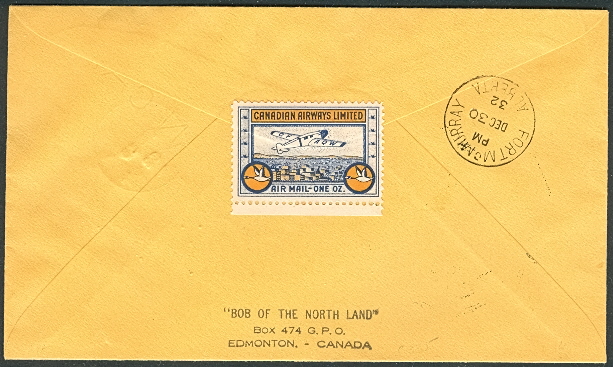 CANADIAN AIRWAYS LIMITED
AIR MAIL-ONE OZ.
FORT McMURRAY
ALBERTA
PM
DEC 30
32
"BOB OF THE NORTH LAND"
BOX 474 G. P. O.
EDMONTON, - CANADA